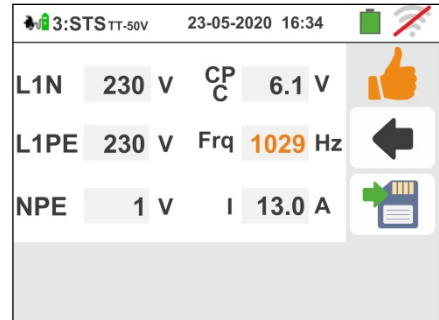 3:STS TT-50V 23-05-2020 16:34
L1N 230 V CP C 6.1 V
L1PE 230 V Frq 1029 Hz
NPE 1 V I 13.0 A